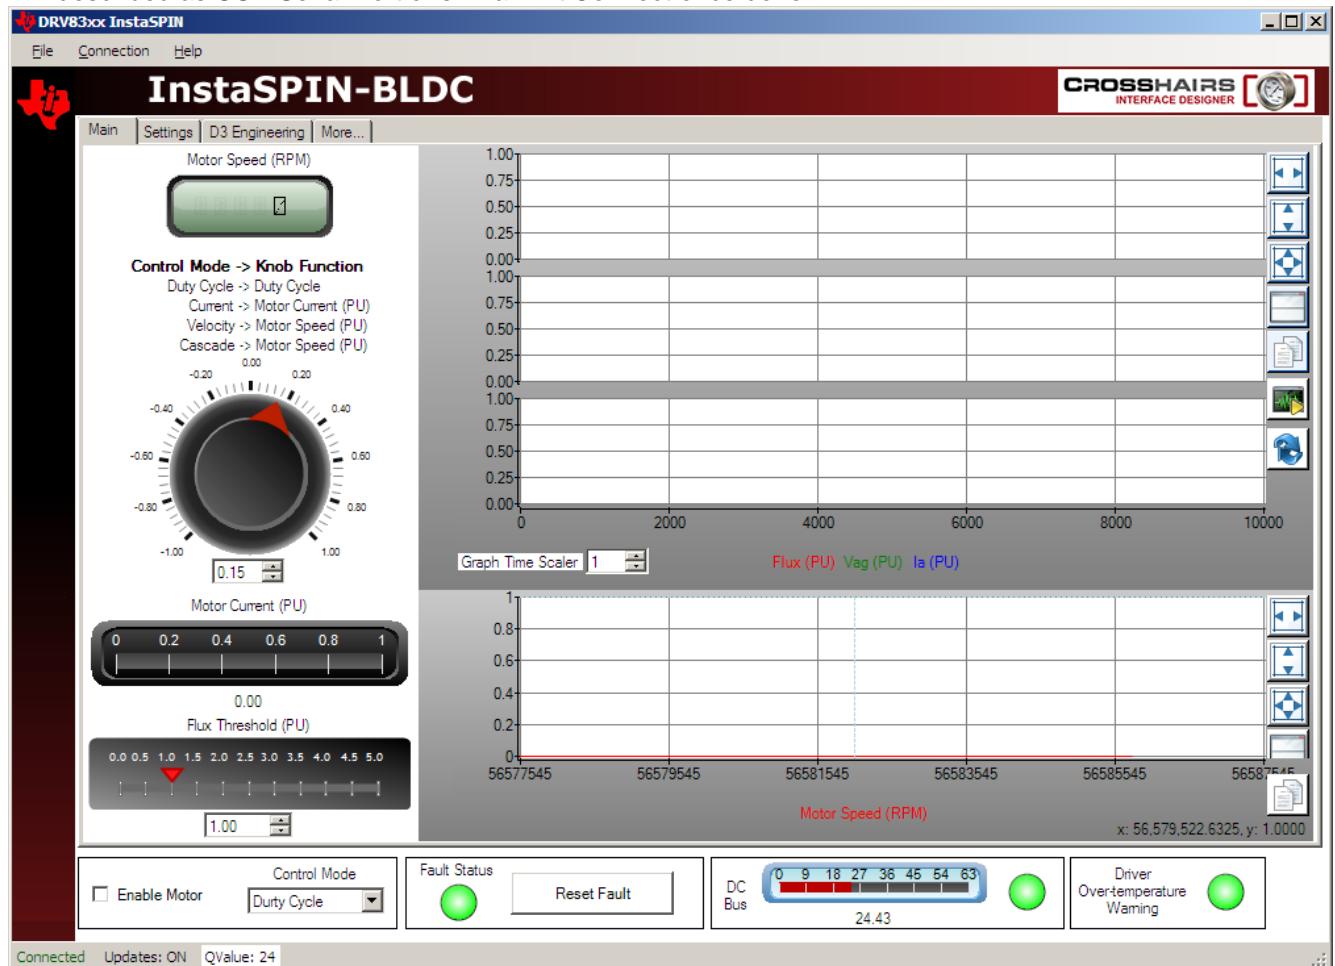 DRV83xx InstaSPIN
File Connection Help
InstaSPIN-BLDC
CROSSHAIRS
INTERFACE DESIGNER
Main Settings D3 Engineering More...
Motor Speed (RPM)
0
Control Mode -> Knob Function
Duty Cycle -> Duty Cycle
Current -> Motor Current (PU)
Velocity -> Motor Speed (PU)
Cascade -> Motor Speed (PU)
0.00
-0.20 0.20
-0.40 0.40
-0.60 0.60
-0.80 0.80
-1.00 1.00
0.15
Motor Current (PU)
0 0.2 0.4 0.6 0.8 1
0.00
Flux Threshold (PU)
0.0 0.5 1.0 1.5 2.0 2.5 3.0 3.5 4.0 4.5 5.0
1.00
1.00
0.75
0.50
0.25
0.00
1.00
0.75
0.50
0.25
0.00
1.00
0.75
0.50
0.25
0.00
0 2000 4000 6000 8000 10000
Graph Time Scaler 1 Flux (PU) Vag (PU) Ia (PU)
1
0.8
0.6
0.4
0.2
0
56577545 56579545 56581545 56583545 56585545 56587545
Motor Speed (RPM)
x: 56,579,522.6325, y: 1.0000
Enable Motor
Control Mode
Durty Cycle
Fault Status
Reset Fault
DC
Bus
0 9 18 27 36 45 54 63
24.43
Driver
Over-temperature
Warning
Connected Updates: ON QValue: 24